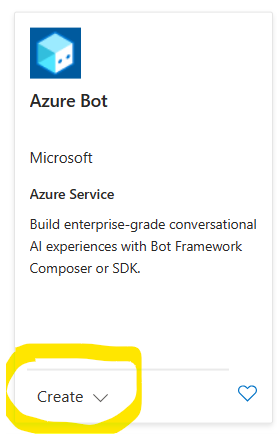 Azure Bot
Microsoft
Azure Service
Build enterprise-grade conversational
AI experiences with Bot Framework
Composer or SDK.
Create